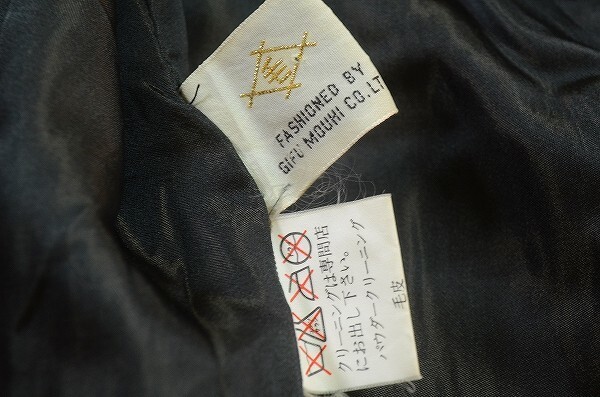 FASHIONED BY
GIFU MOUHI CO.LT
クリーニングは専門店
にお出し下さい。
パウダークリーニング
毛皮